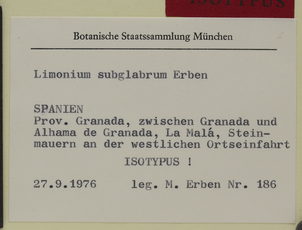 ISOTYPUS
Botanische Staatssammlung München
Limonium subglabrum Erben
SPANIEN
Prov. Granada, zwischen Granada und
Alhama de Granada, La Malá, Stein-
mauern an der westlichen Ortseinfahrt
ISOTYPUS !
27.9.1976 leg. M. Erben Nr. 186